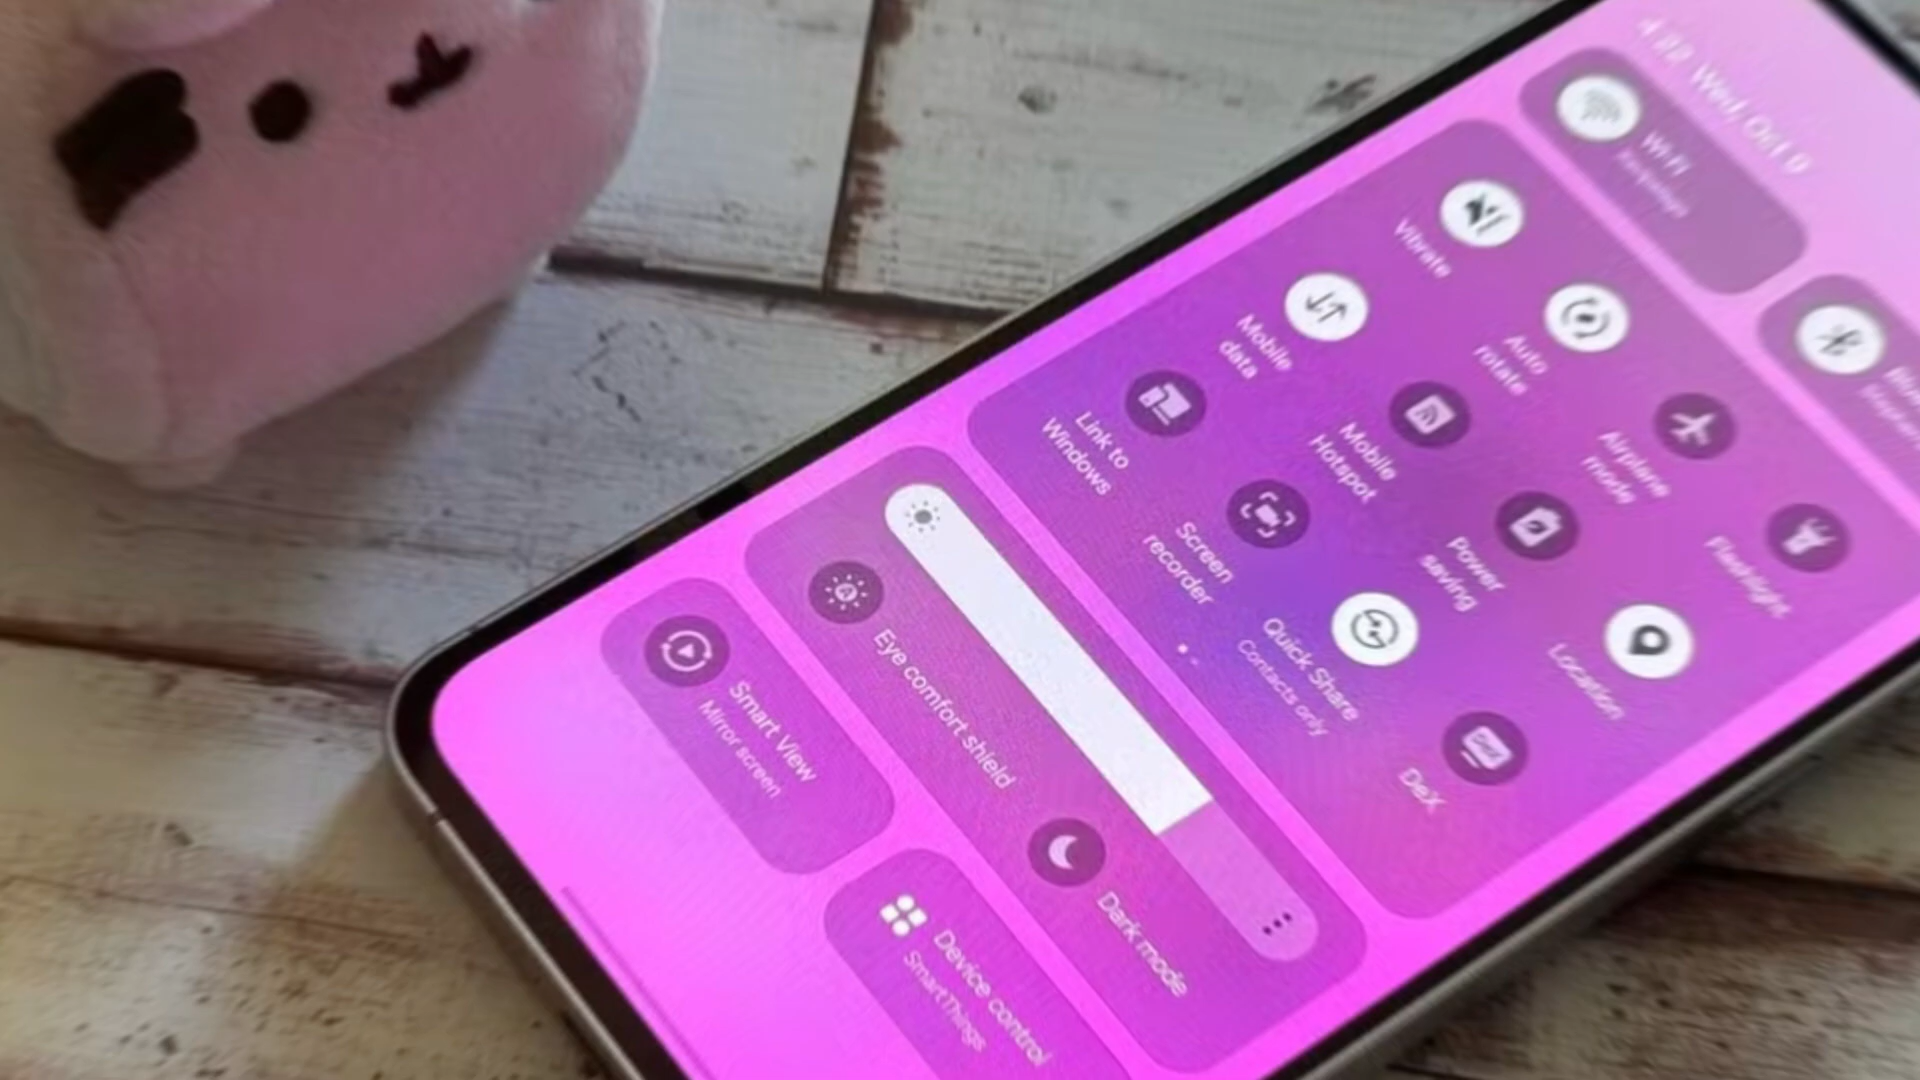 Wed, Oct
Wi-Fi
Vibrate
Auto
rotate
Airplane
mode
Flashlight
Mobile
data
Mobile
Hotspot
Power
saving
Location
Link to
Windows
Screen
recorder
Quick Share
Contacts only
DeX
Eye comfort shield
Dark mode
Smart View
Mirror screen
Device control
SmartThings